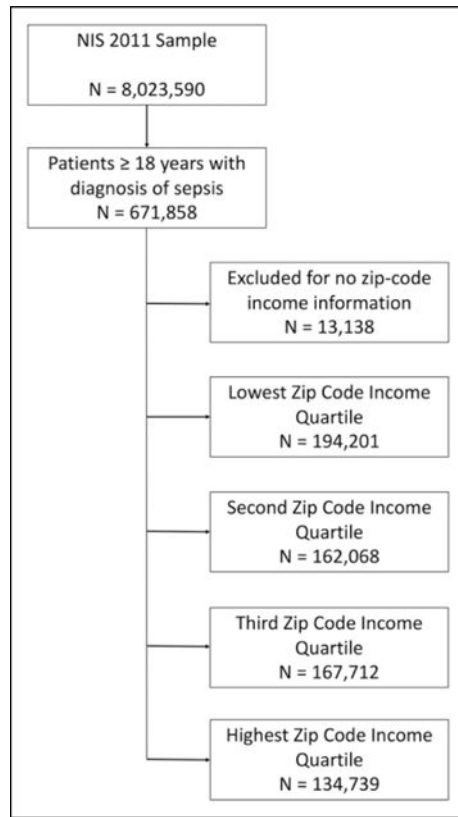 NIS 2011 Sample
N = 8,023,590
Patients ≥ 18 years with
diagnosis of sepsis
N = 671,858
Excluded for no zip-code
income information
N = 13,138
Lowest Zip Code Income
Quartile
N = 194,201
Second Zip Code Income
Quartile
N = 162,068
Third Zip Code Income
Quartile
N = 167,712
Highest Zip Code Income
Quartile
N = 134,739